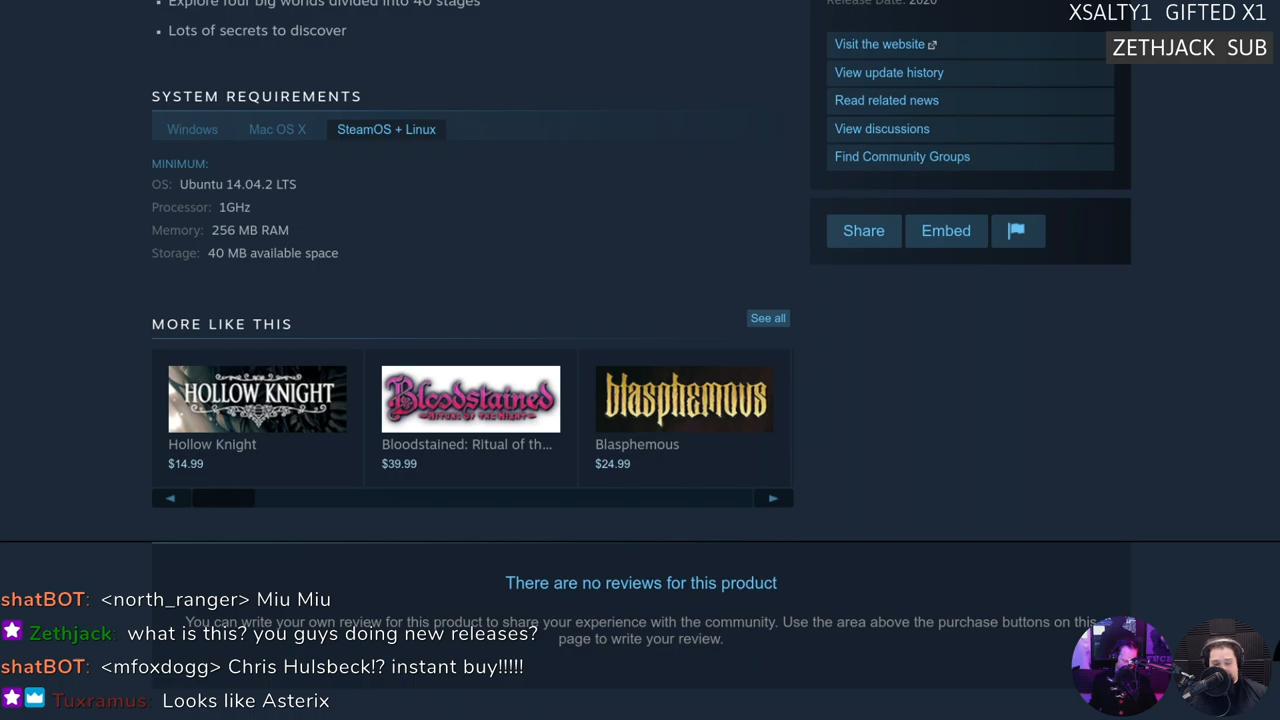 Explore four big worlds divided into 40 stages
Lots of secrets to discover
Release Date: 2020
XSALTY1 GIFTED X1
ZETHJACK SUB
Visit the website
View update history
Read related news
View discussions
Find Community Groups
Share
Embed
SYSTEM REQUIREMENTS
Windows
Mac OS X
SteamOS + Linux
MINIMUM:
OS: Ubuntu 14.04.2 LTS
Processor: 1GHz
Memory: 256 MB RAM
Storage: 40 MB available space
MORE LIKE THIS
See all
HOLLOW KNIGHT
Bloodstained
RITUAL OF THE NIGHT
blasphemous
Hollow Knight
Bloodstained: Ritual of th...
Blasphemous
$14.99
$39.99
$24.99
There are no reviews for this product
You can write your own review for this product to share your experience with the community. Use the area above the purchase buttons on this
page to write your review.
shatBOT: <north_ranger> Miu Miu
Zethjack: what is this? you guys doing new releases?
shatBOT: <mfoxdogg> Chris Hulsbeck!? instant buy!!!!!
Tuxramus: Looks like Asterix